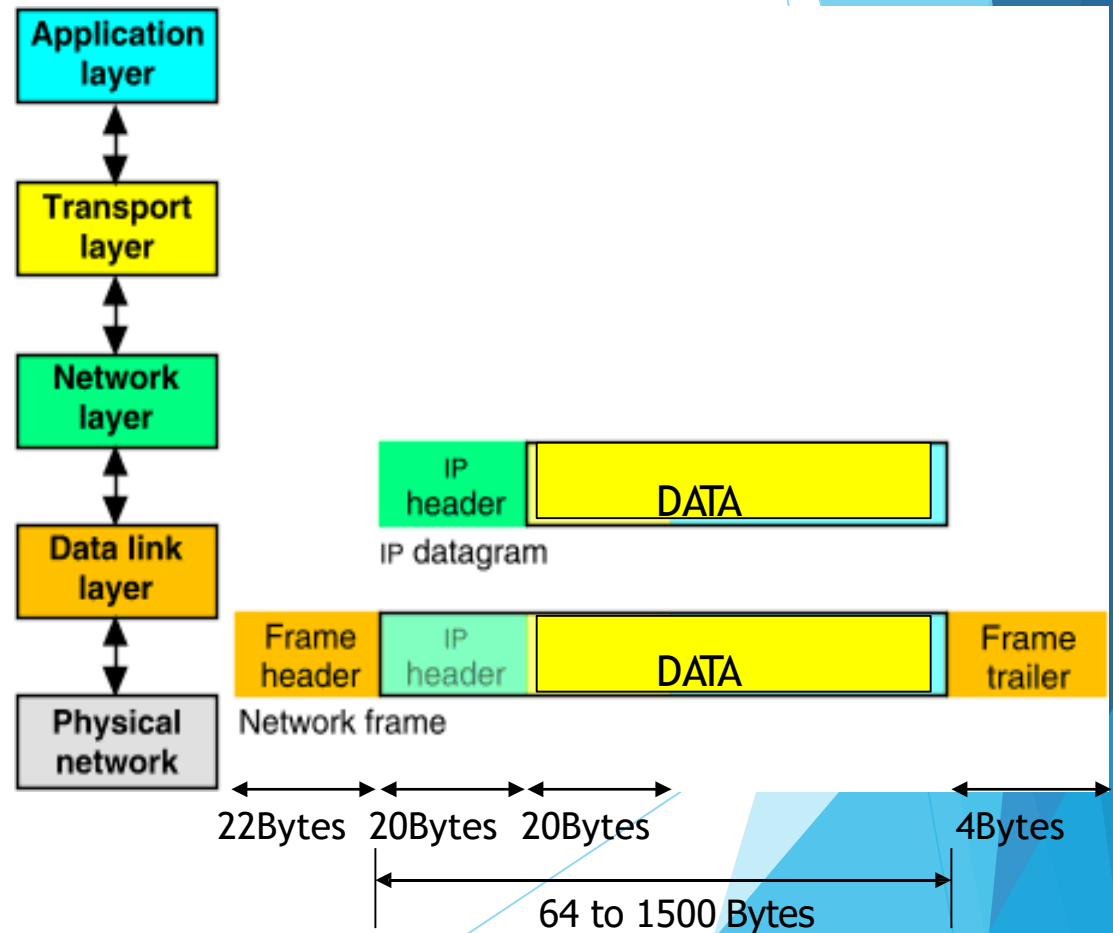 Application
layer
Transport
layer
Network
layer
IP
header
DATA
IP datagram
Data link
layer
Frame
header
IP
header
DATA
Frame
trailer
Network frame
Physical
network
22Bytes 20Bytes 20Bytes 4Bytes
64 to 1500 Bytes